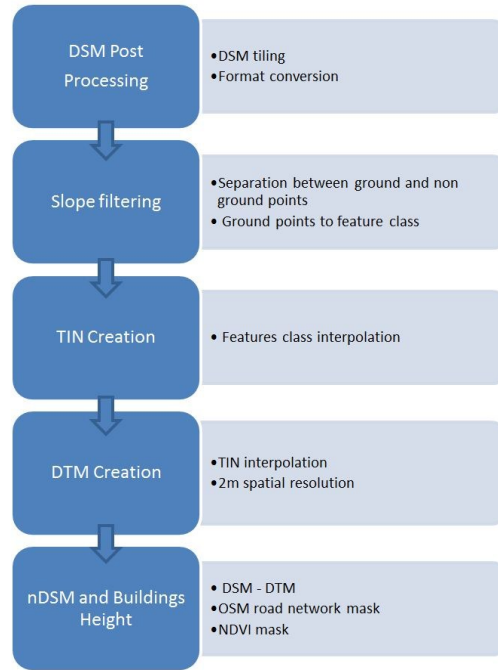 DSM Post
Processing
•DSM tiling
•Format conversion
Slope filtering
•Separation between ground and non
ground points
• Ground points to feature class
TIN Creation
• Features class interpolation
DTM Creation
•TIN interpolation
•2m spatial resolution
nDSM and Buildings
Height
• DSM - DTM
•OSM road network mask
•NDVI mask